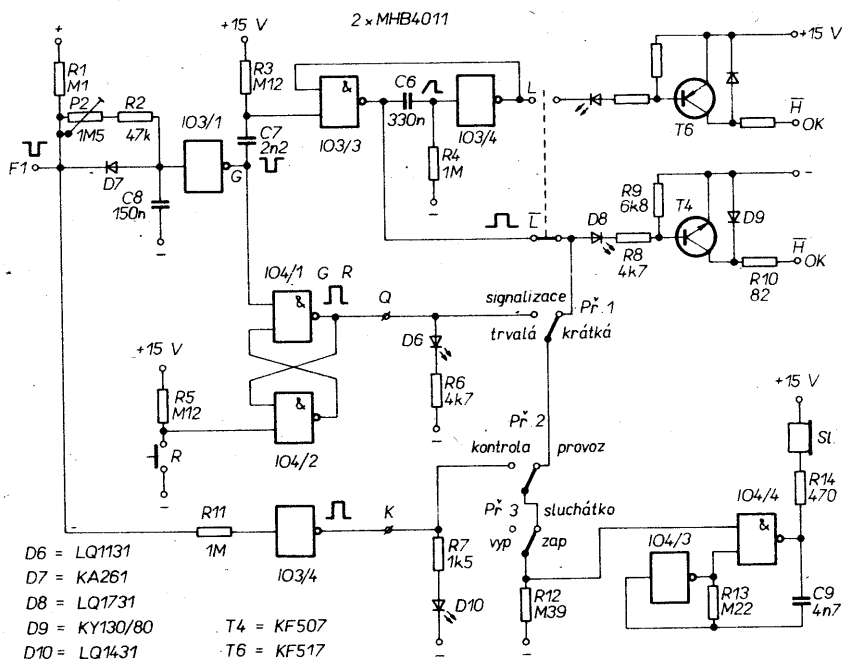 2 x MHB4011
+
+15 V
+15 V
R1
M1
R3
M12
P2
R2
1M5
47k
IO3/1
&
C6
330n
IO3/4
L
T6
H̅
OK
C7
2n2
IO3/3
R4
1M
F1
D7
G
C8
150n
L̅
D8
R9
6k8
T4
D9
R8
4k7
H̅
OK
R10
82
IO4/1
G R
&
Q
signalizace
Př. 1
trvalá
krátká
D6
R6
4k7
+15 V
R5
M12
R
&
IO4/2
Př. 2
kontrola
provoz
+15 V
Sl.
R14
470
R11
1M
IO3/4
K
Př. 3
sluchátko
vyp
zap
IO4/4
&
R7
1k5
D10
R12
M39
IO4/3
R13
M22
C9
4n7
D6 = LQ1131
D7 = KA261
D8 = LQ1731
D9 = KY130/80
T4 = KF507
D10 = LQ1431
T6 = KF517